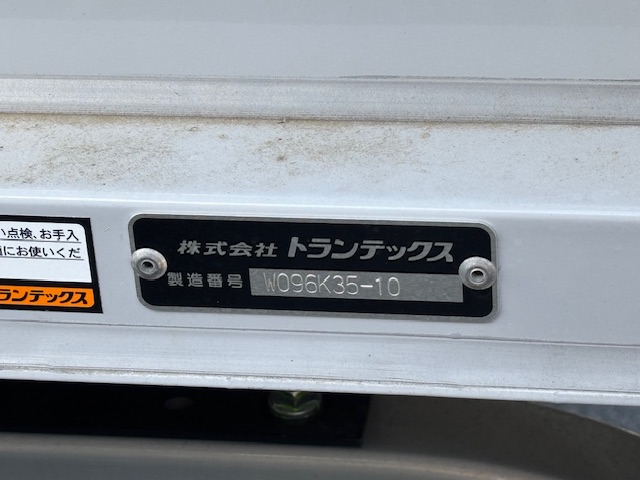 い点検、お手入
にお使いくだ
ランテックス
株式会社 トランテックス
製造番号 W096K35-10